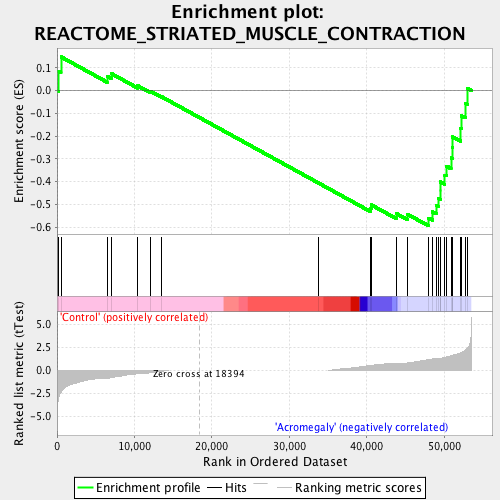 Enrichment plot:
REACTOME_STRIATED_MUSCLE_CONTRACTION
Enrichment score (ES)
0.1
0.0
-0.1
-0.2
-0.3
-0.4
-0.5
-0.6
'Control' (positively correlated)
Ranked list metric (tTest)
5.0
2.5
0.0
-2.5
-5.0
Zero cross at 18394
'Acromegaly' (negatively correlated)
0
10,000
20,000
30,000
40,000
50,000
Rank in Ordered Dataset
Enrichment profile
Hits
Ranking metric scores